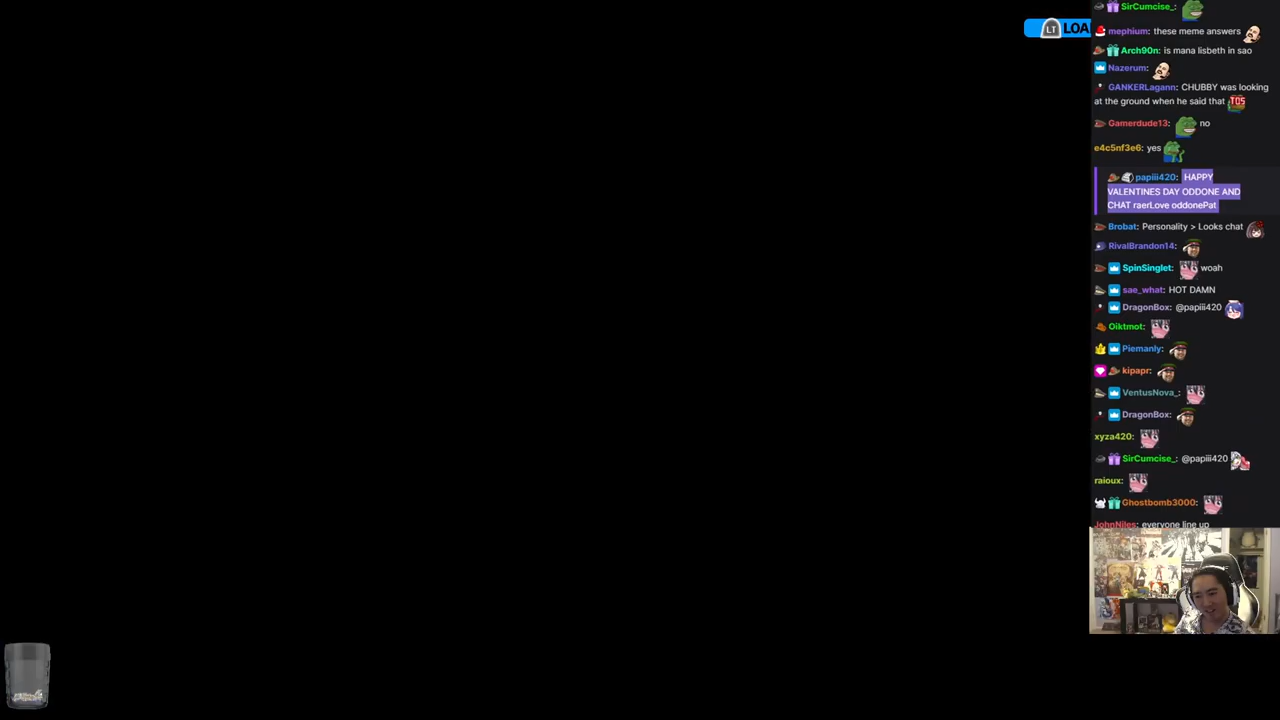 LT LOA
SirCumcise_:
mephium: these meme answers
Arch90n: is mana lisbeth in sao
Nazerum:
GANKERLagann: CHUBBY was looking
at the ground when he said that TOS
Gamerdude13: no
e4c5nf3e6: yes
papiii420: HAPPY
VALENTINES DAY ODDONE AND
CHAT raerLove oddonePat
Brobat: Personality > Looks chat
RivalBrandon14:
SpinSinglet: woah
sae_what: HOT DAMN
DragonBox: @papiii420
Oiktmot:
Piemanly:
kipapr:
VentusNova_:
DragonBox:
xyza420:
SirCumcise_: @papiii420
raioux:
Ghostbomb3000:
JohnNiles: everyone line up